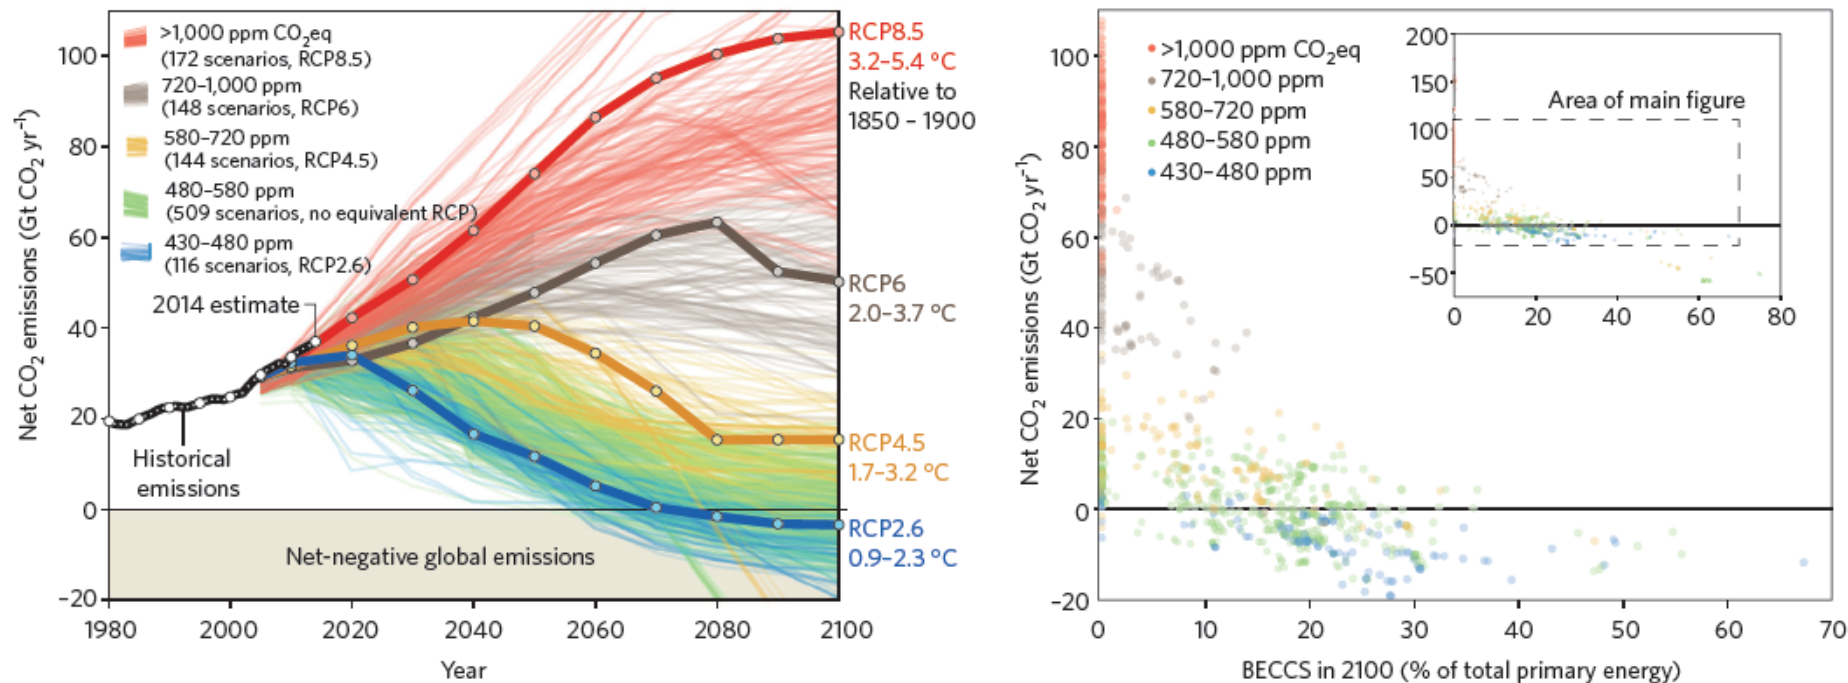 >1,000 ppm CO₂eq
(172 scenarios, RCP8.5)
720–1,000 ppm
(148 scenarios, RCP6)
580–720 ppm
(144 scenarios, RCP4.5)
480–580 ppm
(509 scenarios, no equivalent RCP)
430–480 ppm
(116 scenarios, RCP2.6)
2014 estimate
Historical
emissions
Net-negative global emissions
Net CO₂ emissions (Gt CO₂ yr⁻¹)
100
80
60
40
20
0
−20
1980
2000
2020
2040
2060
2080
2100
Year
RCP8.5
3.2–5.4 °C
Relative to
1850 – 1900
RCP6
2.0–3.7 °C
RCP4.5
1.7–3.2 °C
RCP2.6
0.9–2.3 °C
Net CO₂ emissions (Gt CO₂ yr⁻¹)
100
80
60
40
20
0
−20
>1,000 ppm CO₂eq
720–1,000 ppm
580–720 ppm
480–580 ppm
430–480 ppm
200
150
100
50
0
−50
Area of main figure
0
20
40
60
80
0
10
20
30
40
50
60
70
BECCS in 2100 (% of total primary energy)